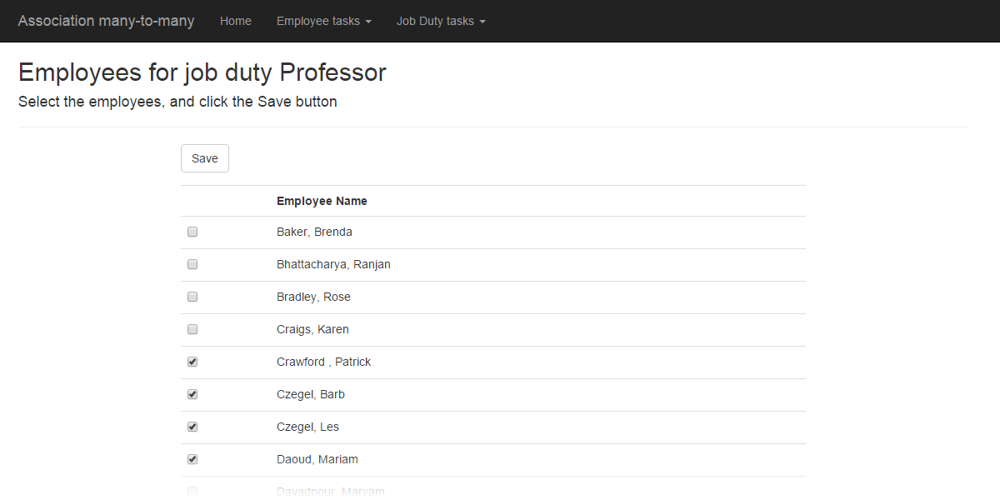 Association many-to-many Home Employee tasks Job Duty tasks
Employees for job duty Professor
Select the employees, and click the Save button
Save
Employee Name
Baker, Brenda
Bhattacharya, Ranjan
Bradley, Rose
Craigs, Karen
Crawford , Patrick
Czegel, Barb
Czegel, Les
Daoud, Mariam
Davadpour, Maryam